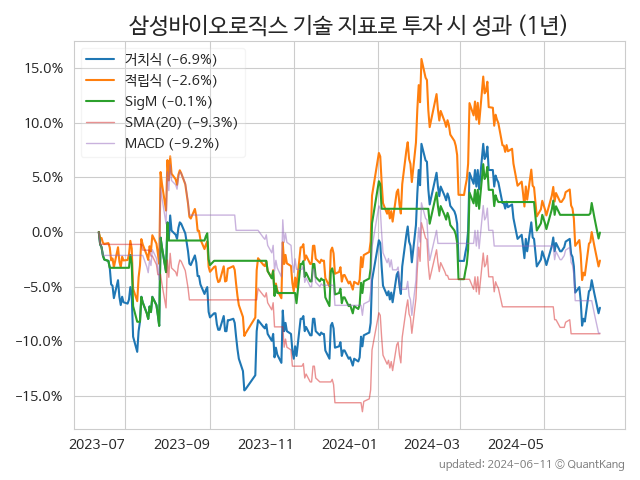 삼성바이오로직스 기술 지표로 투자 시 성과 (1년)
거치식 (−6.9%)
적립식 (−2.6%)
SigM (−0.1%)
SMA(20) (−9.3%)
MACD (−9.2%)
15.0%
10.0%
5.0%
0.0%
−5.0%
−10.0%
−15.0%
2023-07 2023-09 2023-11 2024-01 2024-03 2024-05
updated: 2024-06-11 © QuantKang